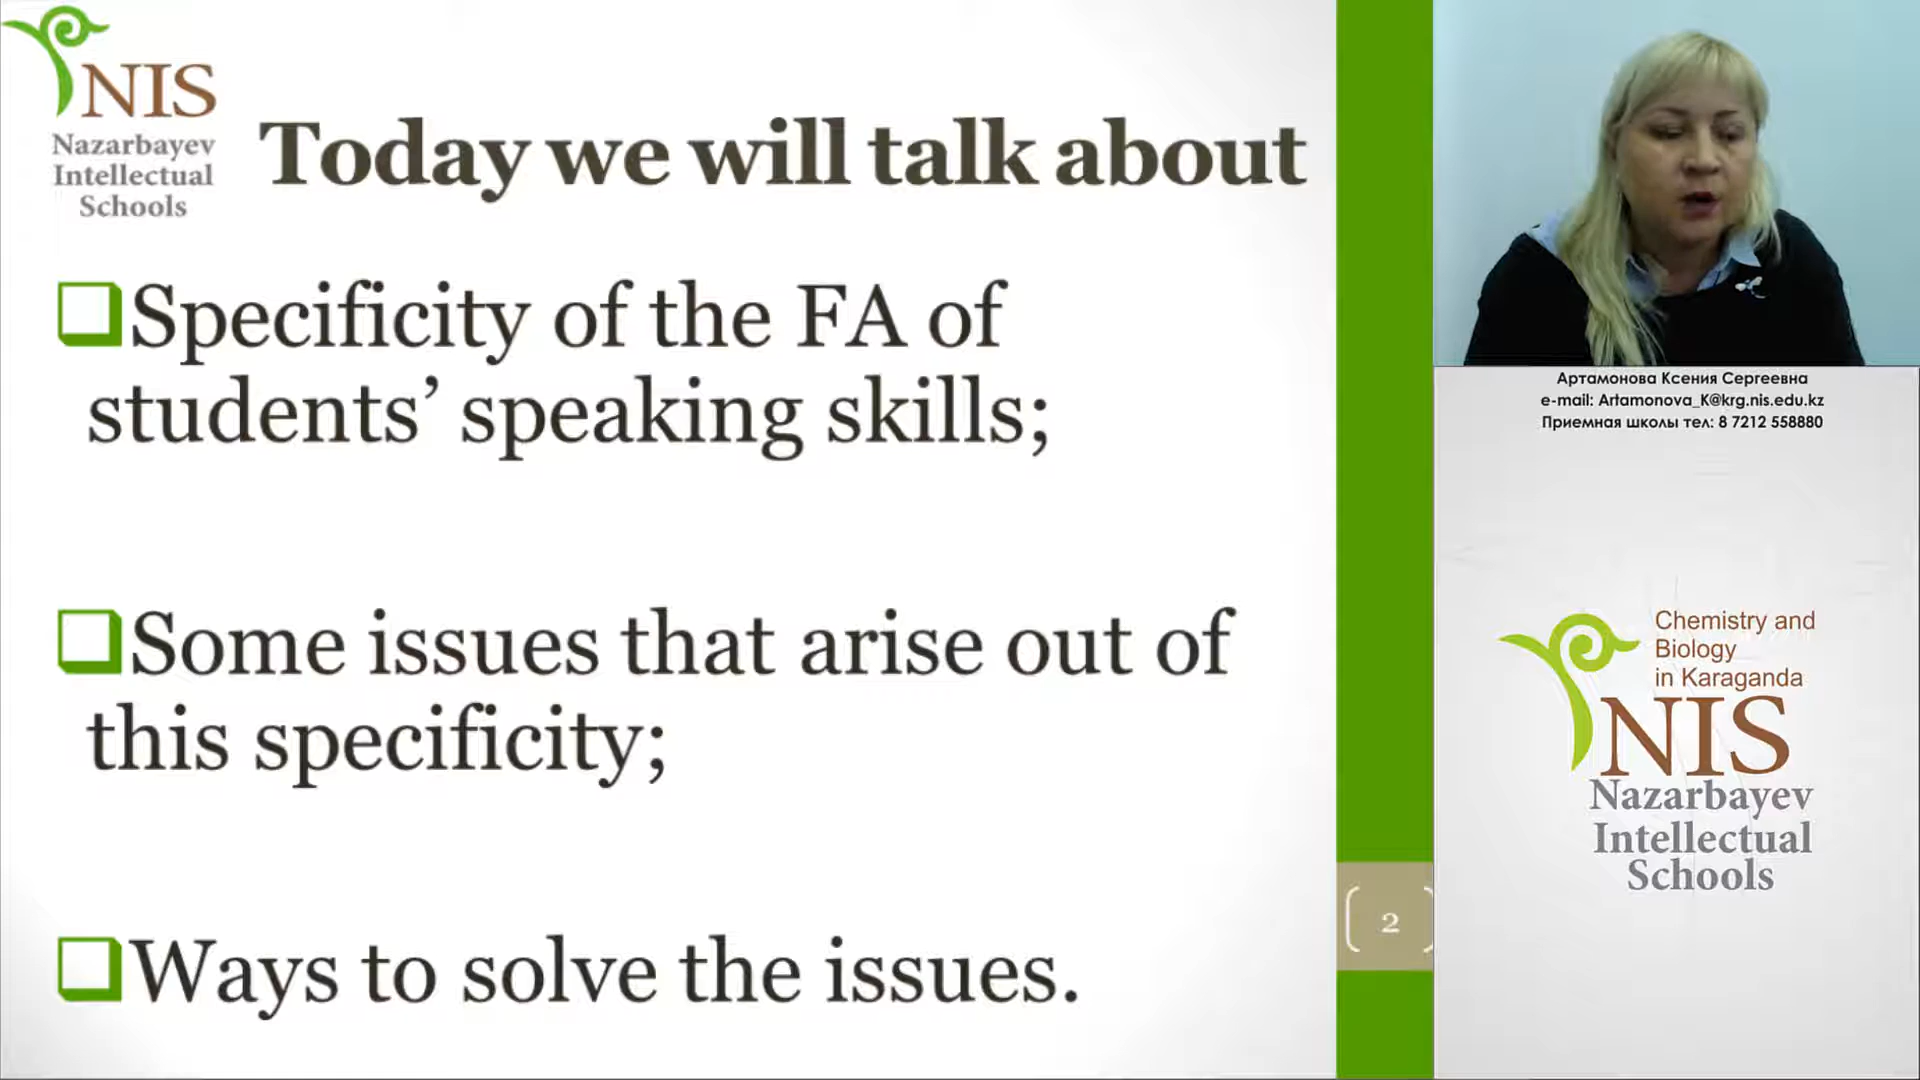 NIS
Nazarbayev
Intellectual
Schools
Today we will talk about
Specificity of the FA of
students’ speaking skills;
Some issues that arise out of
this specificity;
Ways to solve the issues.
2
Артамонова Ксения Сергеевна
e-mail: Artamonova_K@krg.nis.edu.kz
Приемная школы тел: 8 7212 558880
Chemistry and
Biology
in Karaganda
NIS
Nazarbayev
Intellectual
Schools